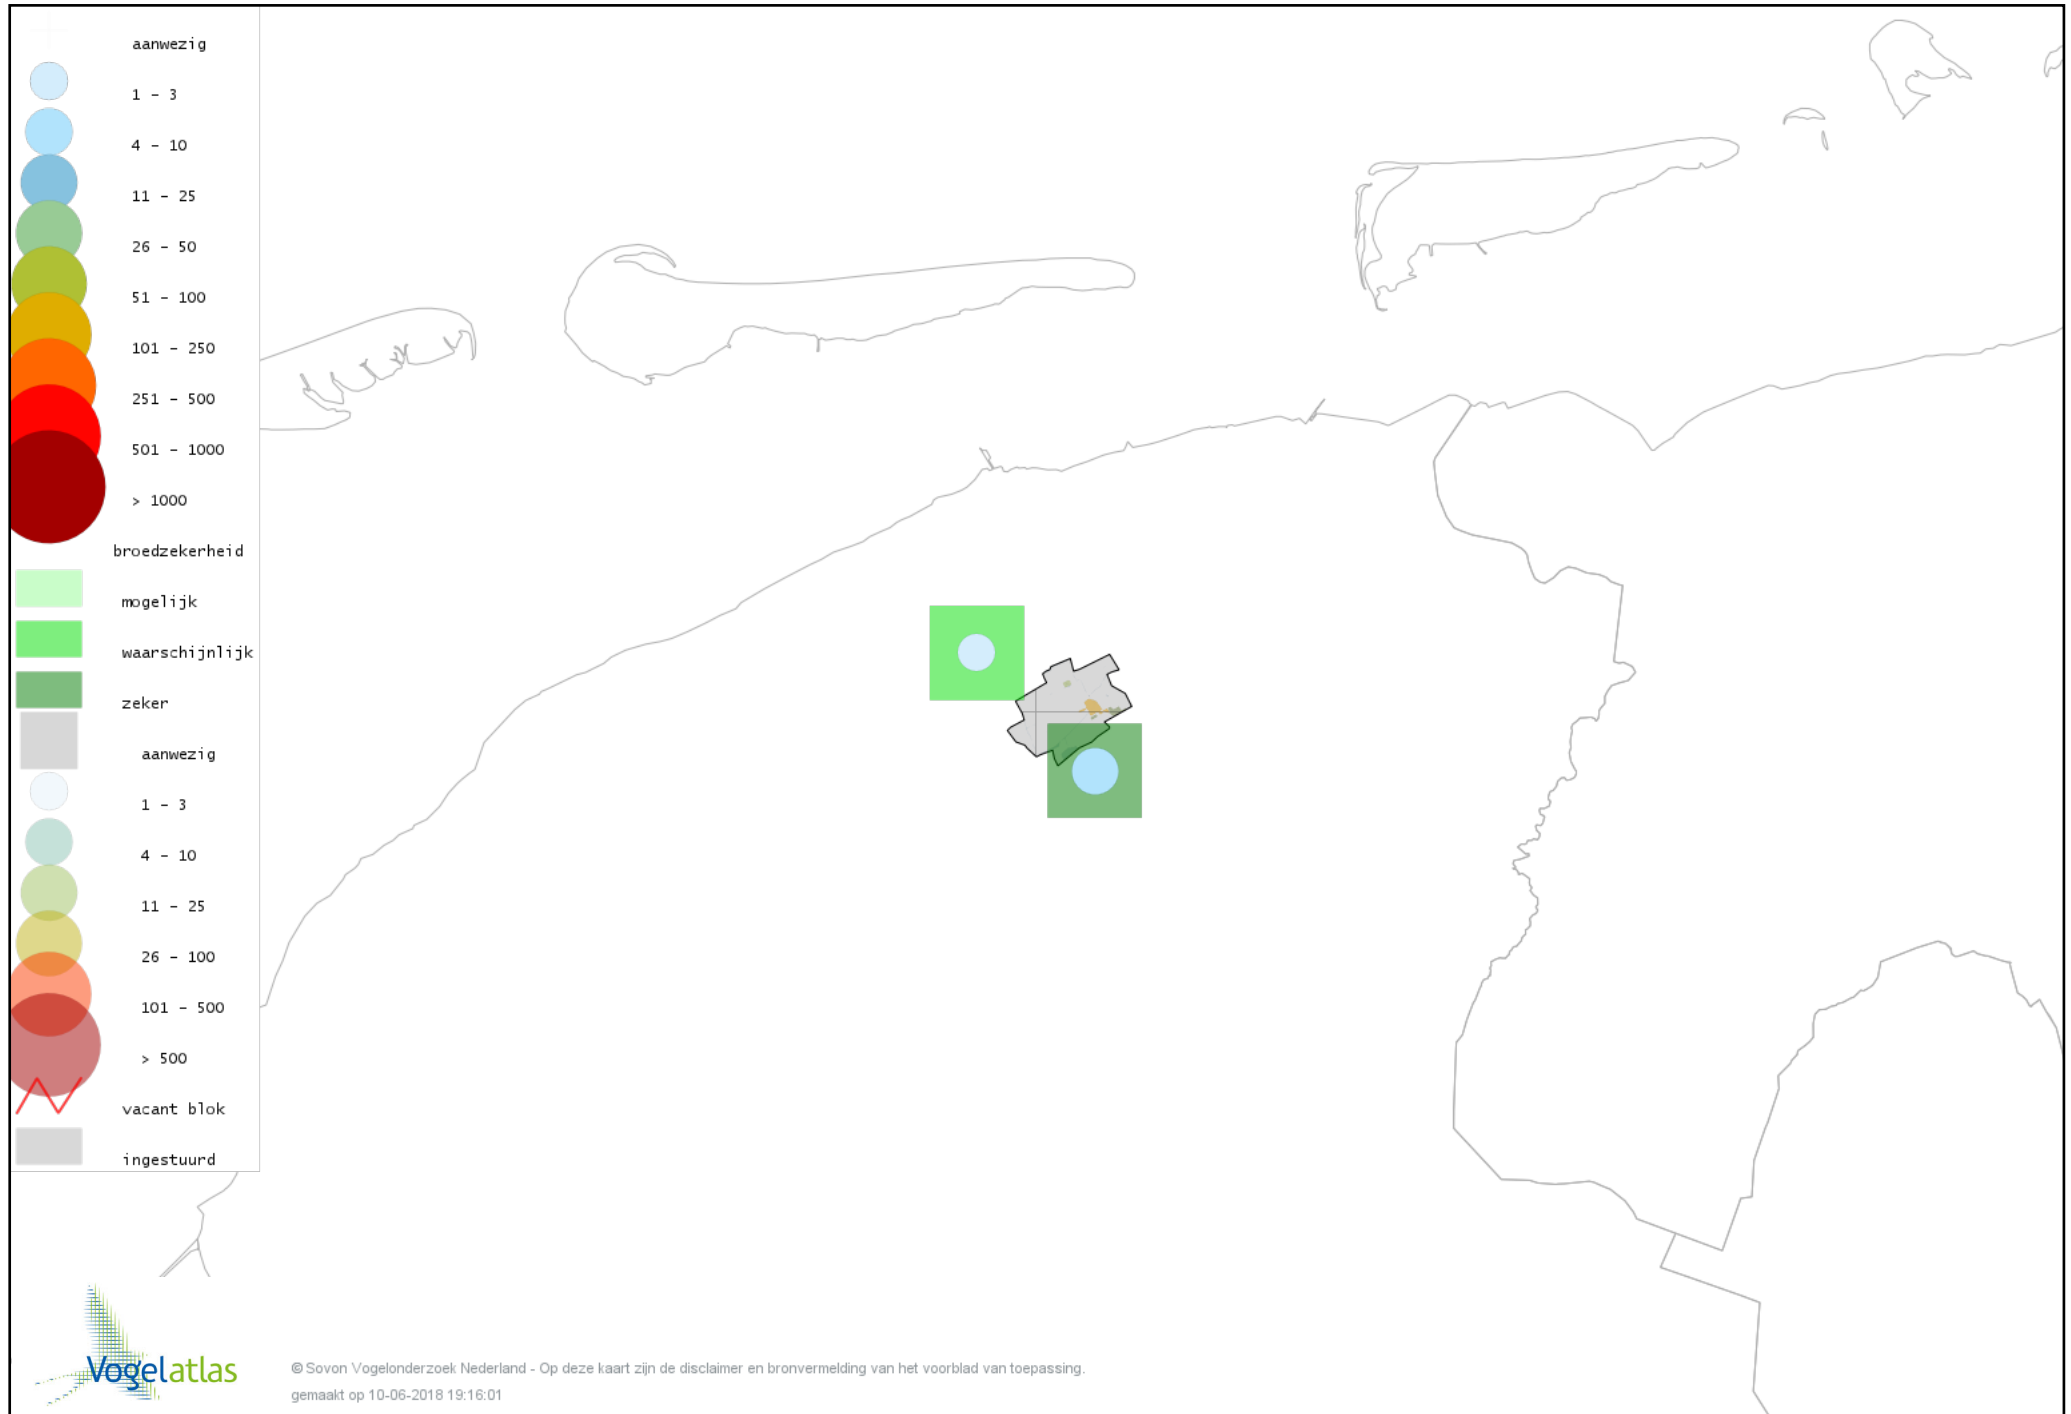 aanwezig
1 - 3
4 - 10
11 - 25
26 - 50
51 - 100
101 - 250
251 - 500
501 - 1000
> 1000
broedzekerheid
mogelijk
waarschijnlijk
zeker
aanwezig
1 - 3
4 - 10
11 - 25
26 - 100
101 - 500
> 500
vacant blok
ingestuurd
Vogelatlas
© Sovon Vogelonderzoek Nederland - Op deze kaart zijn de disclaimer en bronvermelding van het voorblad van toepassing.
gemaakt op 10-06-2018 19:16:01